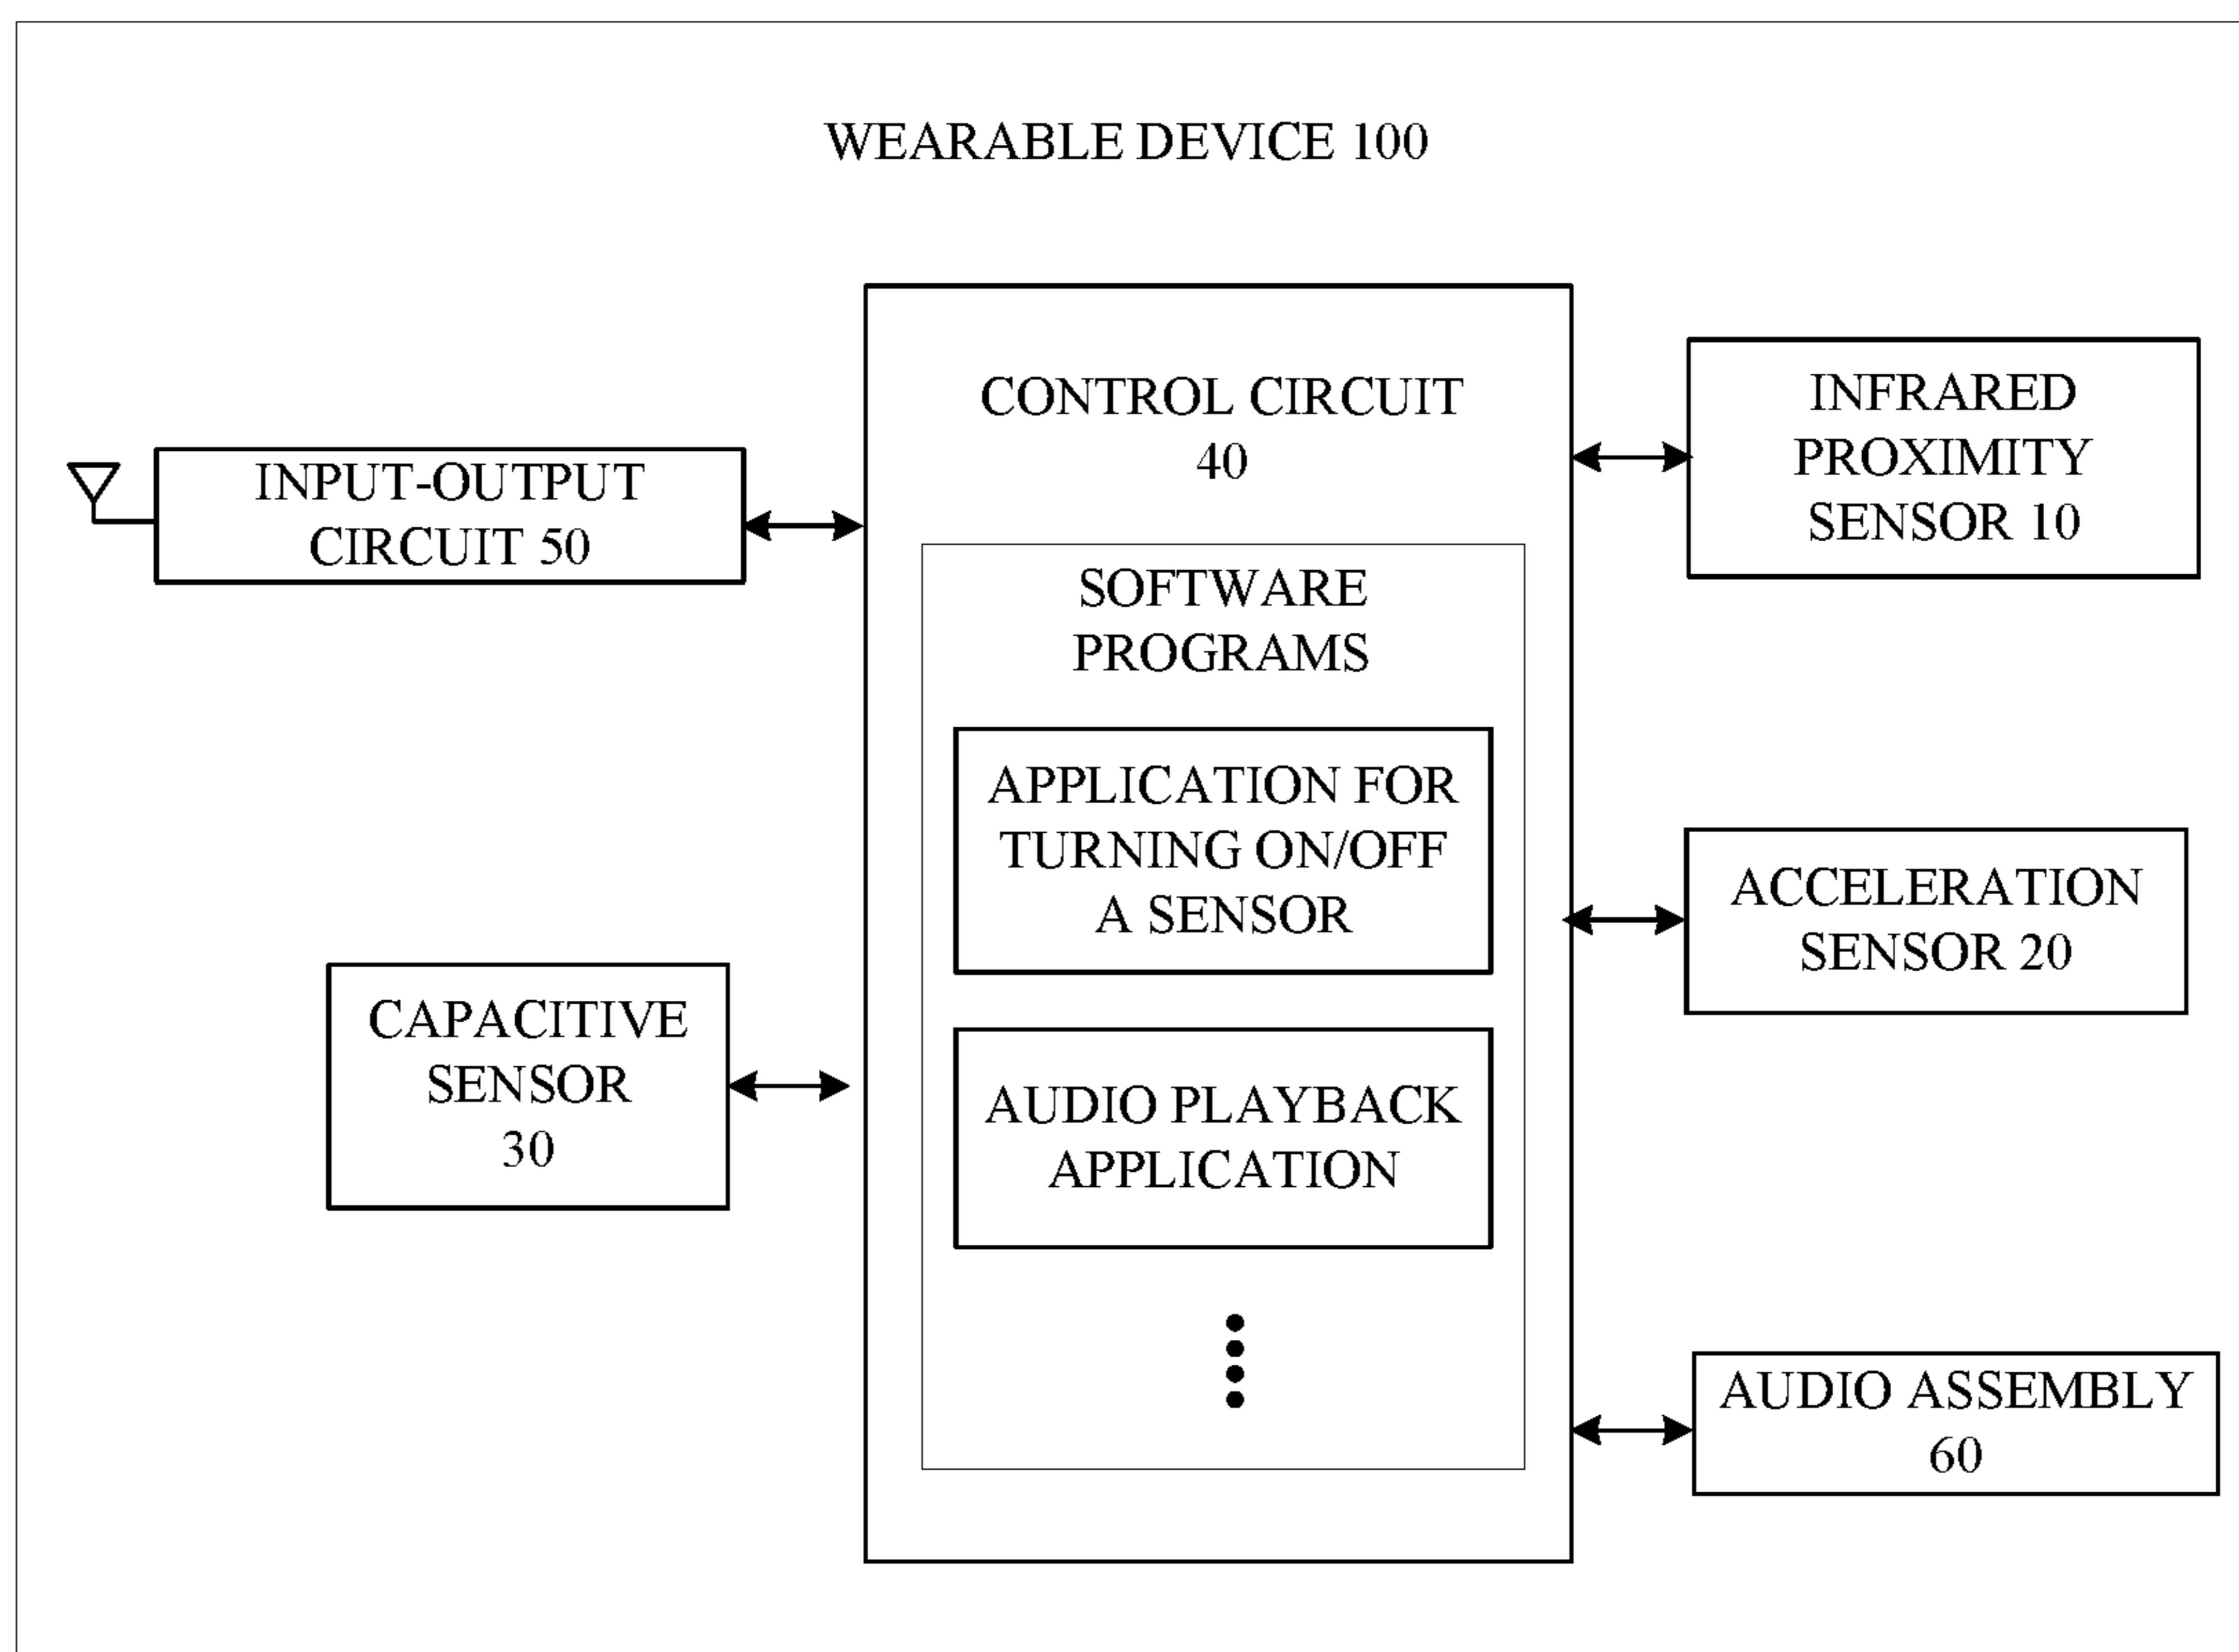 WEARABLE DEVICE 100
INPUT-OUTPUT
CIRCUIT 50
CAPACITIVE
SENSOR
30
CONTROL CIRCUIT
40
SOFTWARE
PROGRAMS
APPLICATION FOR
TURNING ON/OFF
A SENSOR
AUDIO PLAYBACK
APPLICATION
INFRARED
PROXIMITY
SENSOR 10
ACCELERATION
SENSOR 20
AUDIO ASSEMBLY
60